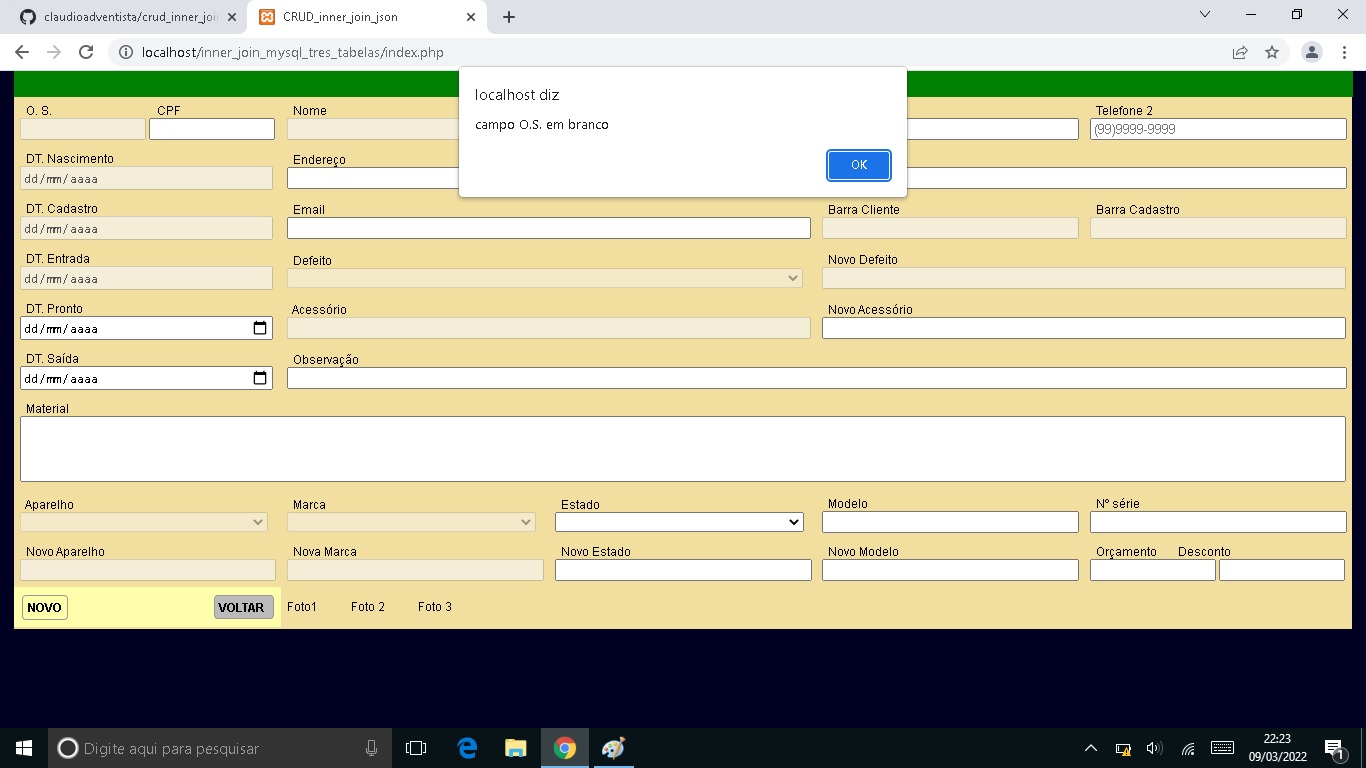 claudioadventista/crud_inner_joi
CRUD_inner_join_json
localhost/inner_join_mysql_tres_tabelas/index.php
localhost diz
campo O.S. em branco
OK
O. S. CPF Nome Telefone 2
(99)9999-9999
DT. Nascimento Endereço
dd/mm/aaaa
DT. Cadastro Email Barra Cliente Barra Cadastro
dd/mm/aaaa
DT. Entrada Defeito Novo Defeito
dd/mm/aaaa
DT. Pronto Acessório Novo Acessório
dd/mm/aaaa
DT. Saída Observação
dd/mm/aaaa
Material
Aparelho Marca Estado Modelo Nº série
Novo Aparelho Nova Marca Novo Estado Novo Modelo Orçamento Desconto
NOVO VOLTAR Foto1 Foto 2 Foto 3
Digite aqui para pesquisar
22:23
09/03/2022
1